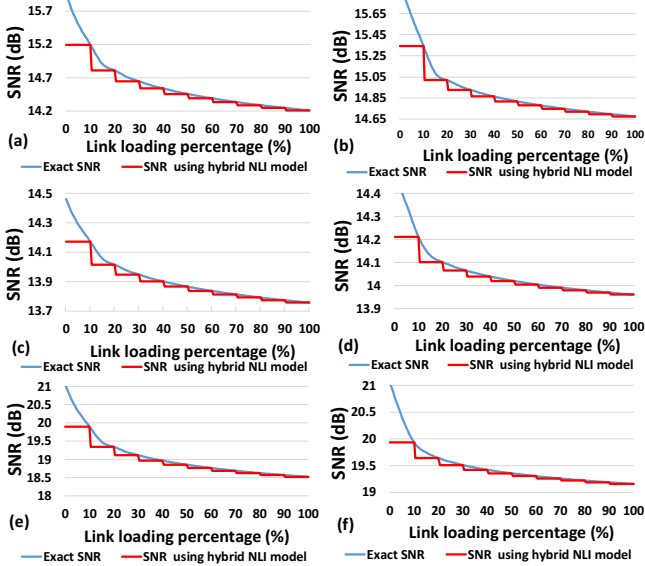 15.7
15.2
14.7
14.2
SNR (dB)
0 10 20 30 40 50 60 70 80 90 100
(a)
Link loading percentage (%)
Exact SNR SNR using hybrid NLI model
15.65
15.45
15.25
15.05
14.85
14.65
SNR (dB)
0 10 20 30 40 50 60 70 80 90 100
(b)
Link loading percentage (%)
Exact SNR SNR using hybrid NLI model
14.5
14.3
14.1
13.9
13.7
SNR (dB)
0 10 20 30 40 50 60 70 80 90 100
(c)
Link loading percentage (%)
Exact SNR SNR using hybrid NLI model
14.4
14.3
14.2
14.1
14
13.9
SNR (dB)
0 10 20 30 40 50 60 70 80 90 100
(d)
Link loading percentage (%)
Exact SNR SNR using hybrid NLI model
21
20.5
20
19.5
19
18.5
18
SNR (dB)
0 10 20 30 40 50 60 70 80 90 100
(e)
Link loading percentage (%)
Exact SNR SNR using hybrid NLI model
21
20.5
20
19.5
19
SNR (dB)
0 10 20 30 40 50 60 70 80 90 100
(f)
Link loading percentage (%)
Exact SNR SNR using hybrid NLI model